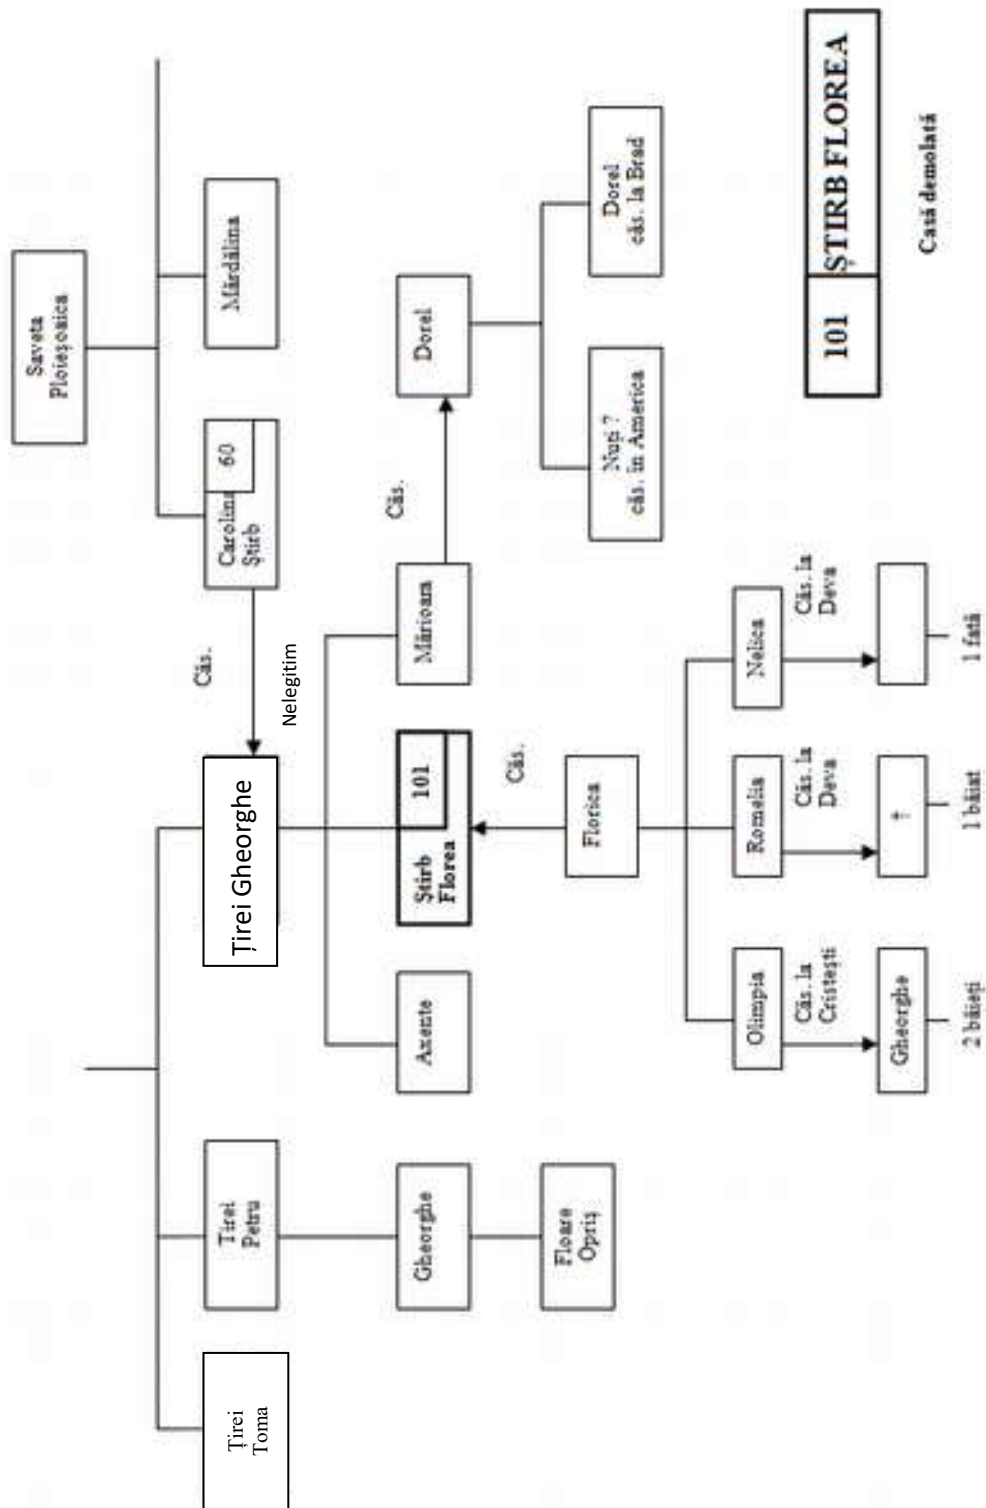 Saveta
Ploieșoaica
Carolina
Știrb
60
Mărdălina
Căs.
Nelegitim
Țirei
Toma
Tirei
Petru
Țirei Gheorghe
Gheorghe
Axente
Știrb
Florea
101
Mărioara
Căs.
Dorel
Floare
Opriș
Căs.
Florica
Nuți ?
căs. în America
Dorel
căs. la Brad
Olimpia
Romelia
Nelica
Căs. la
Cristești
Căs. la
Deva
Căs. la
Deva
Gheorghe
†
2 băieți
1 băiat
1 fată
101 ȘTIRB FLOREA
Casă demolată